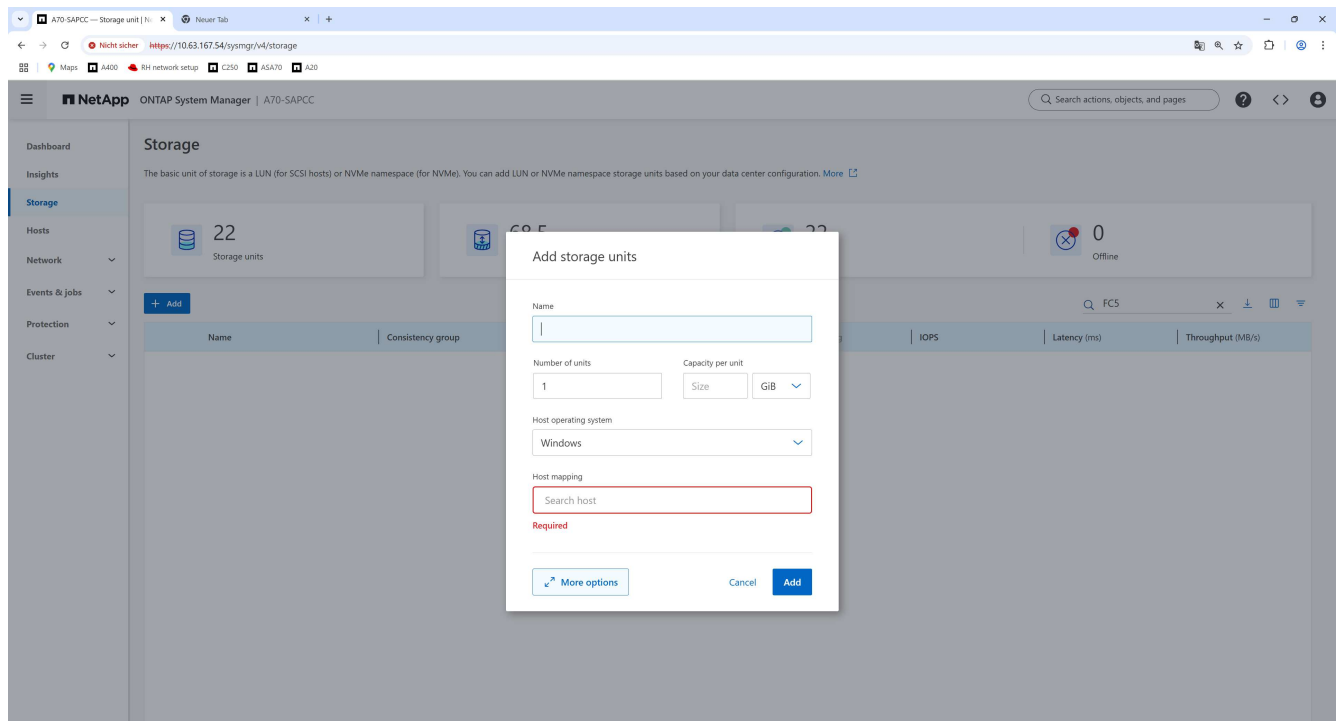 A70-SAPCC — Storage unit | N
Neuer Tab
Nicht sicher https://10.63.167.54/sysmgr/v4/storage
Maps A400 RH network setup C250 ASA70 A20
NetApp ONTAP System Manager | A70-SAPCC
Search actions, objects, and pages
Dashboard
Insights
Storage
Hosts
Network
Events & jobs
Protection
Cluster
Storage
The basic unit of storage is a LUN (for SCSI hosts) or NVMe namespace (for NVMe). You can add LUN or NVMe namespace storage units based on your data center configuration. More
22
Storage units
68.5
22
0
Offline
+ Add
FC5
Name Consistency group IOPS Latency (ms) Throughput (MB/s)
Add storage units
Name
Number of units Capacity per unit
1 Size GiB
Host operating system
Windows
Host mapping
Search host
Required
More options Cancel Add